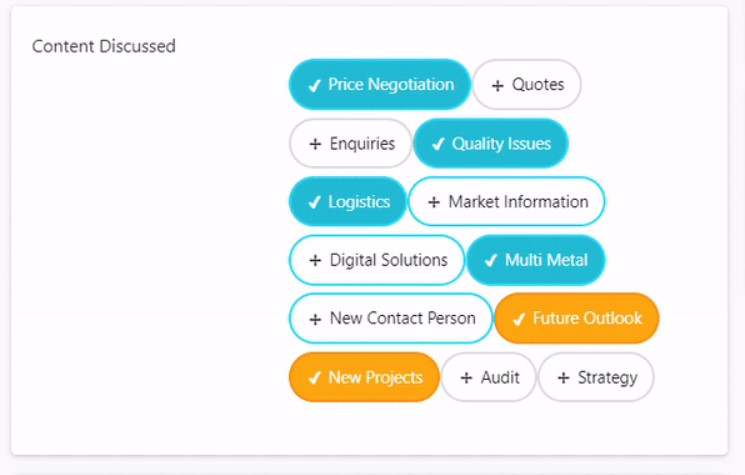 Content Discussed
✓ Price Negotiation + Quotes
+ Enquiries ✓ Quality Issues
✓ Logistics + Market Information
+ Digital Solutions ✓ Multi Metal
+ New Contact Person ✓ Future Outlook
✓ New Projects + Audit + Strategy